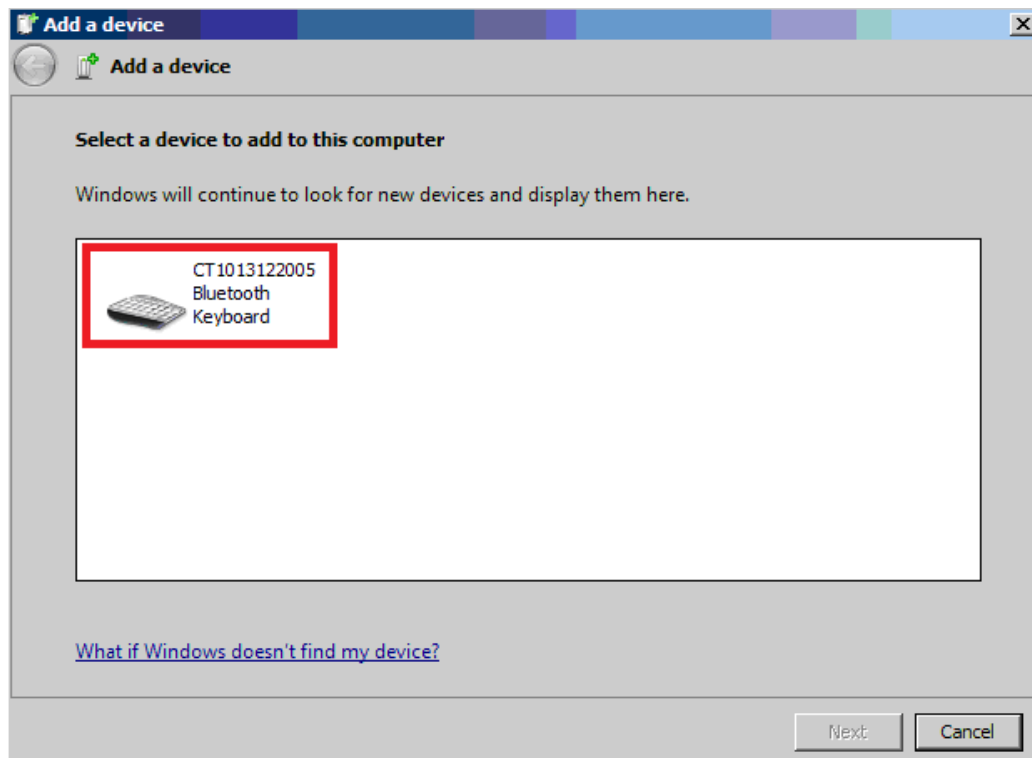 Add a device
Add a device
Select a device to add to this computer
Windows will continue to look for new devices and display them here.
CT1013122005
Bluetooth
Keyboard
What if Windows doesn't find my device?
Next
Cancel